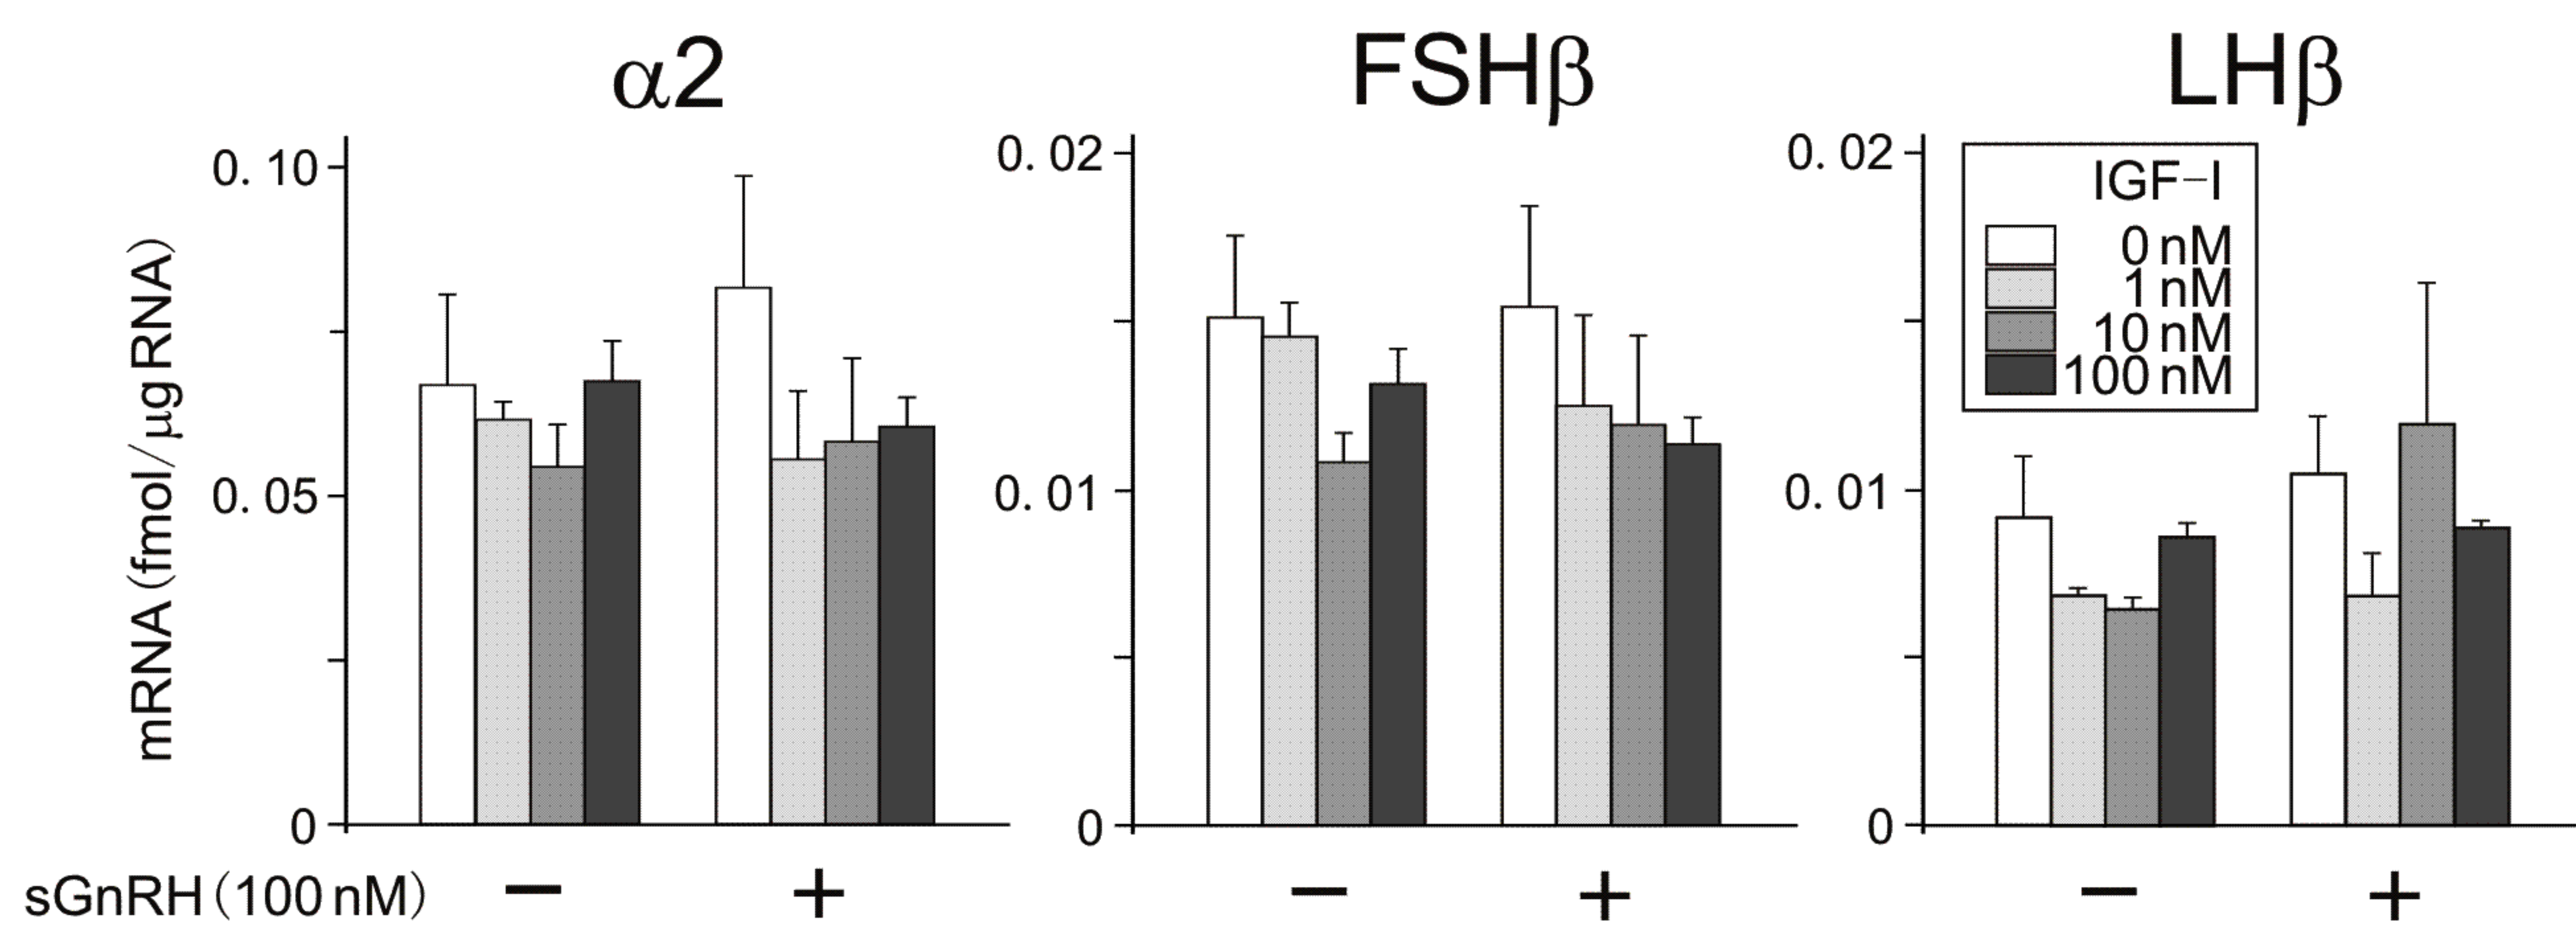 α2
FSHβ
LHβ
mRNA (fmol/μg RNA)
0. 10
0. 05
0
0. 02
0. 01
0
0. 02
0. 01
0
IGF-I
0 nM
1 nM
10 nM
100 nM
sGnRH (100 nM) − + − + − +